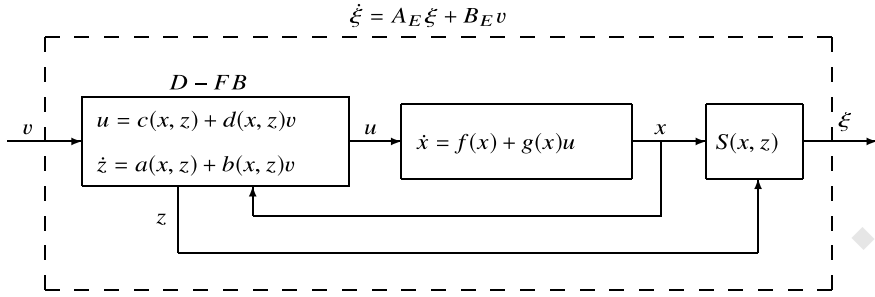 ξ̇ = A_E ξ + B_E v
D − FB
v
u = c(x, z) + d(x, z)v
ż = a(x, z) + b(x, z)v
u
ẋ = f(x) + g(x)u
x
S(x, z)
ξ
z